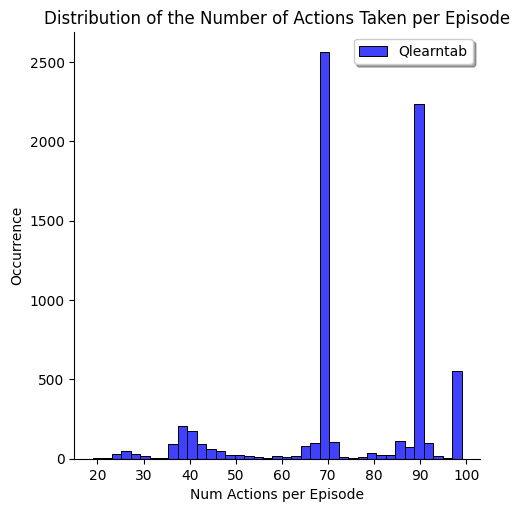 Distribution of the Number of Actions Taken per Episode
Qlearntab
2500
2000
1500
1000
500
0
Occurrence
20 30 40 50 60 70 80 90 100
Num Actions per Episode